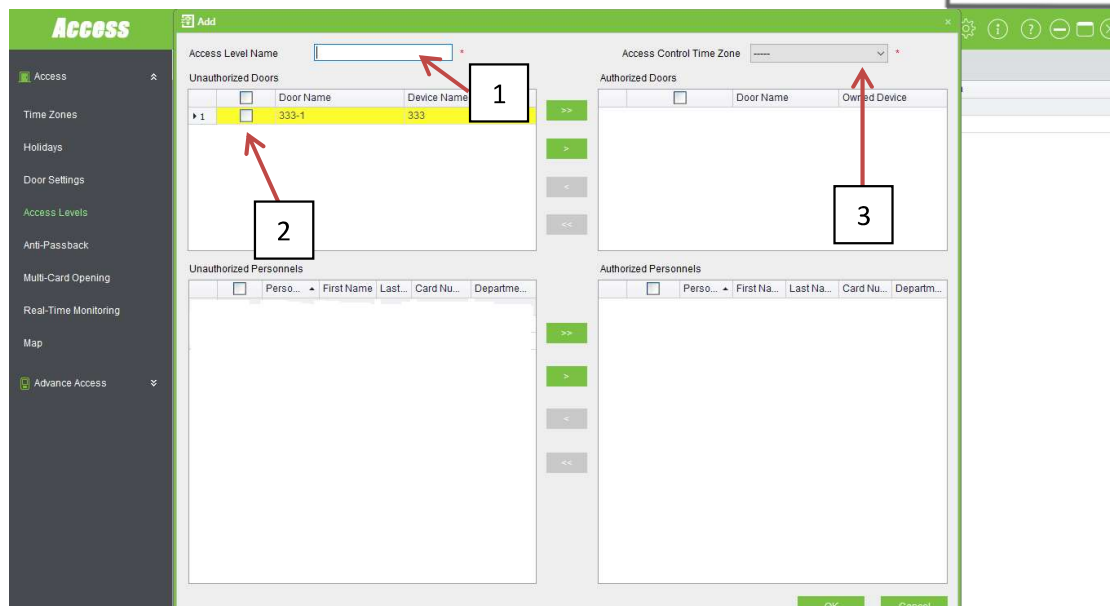 Access
Add
Access Level Name *
Access Control Time Zone ----- *
Access
Unauthorized Doors
Authorized Doors
Door Name Device Name
Door Name Owned Device
1
1 333-1 333
>>
>
<
<<
2
3
Time Zones
Holidays
Door Settings
Access Levels
Anti-Passback
Multi-Card Opening
Real-Time Monitoring
Map
Advance Access
Unauthorized Personnels
Authorized Personnels
Perso... First Name Last... Card Nu... Departme...
Perso... First Na... Last Na... Card Nu... Departm...
>>
>
<
<<
OK
Cancel